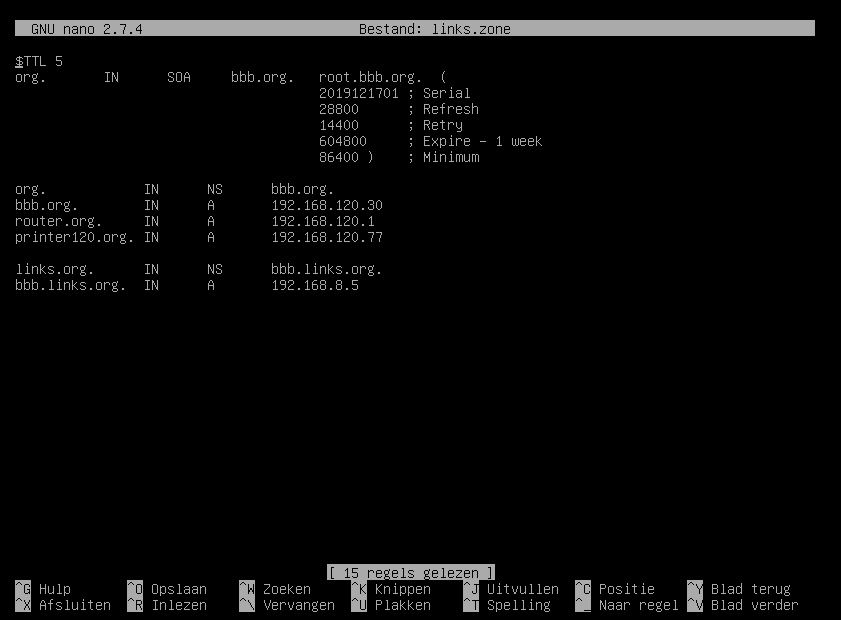 GNU nano 2.7.4 Bestand: links.zone
$TTL 5
org. IN SOA bbb.org. root.bbb.org. (
2019121701 ; Serial
28800 ; Refresh
14400 ; Retry
604800 ; Expire - 1 week
86400 ) ; Minimum
org. IN NS bbb.org.
bbb.org. IN A 192.168.120.30
router.org. IN A 192.168.120.1
printer120.org. IN A 192.168.120.77
links.org. IN NS bbb.links.org.
bbb.links.org. IN A 192.168.8.5
[ 15 regels gelezen ]
^G Hulp ^O Opslaan ^W Zoeken ^K Knippen ^J Uitvullen ^C Positie ^Y Blad terug
^X Afsluiten ^R Inlezen ^\ Vervangen ^U Plakken ^T Spelling ^_ Naar regel ^V Blad verder